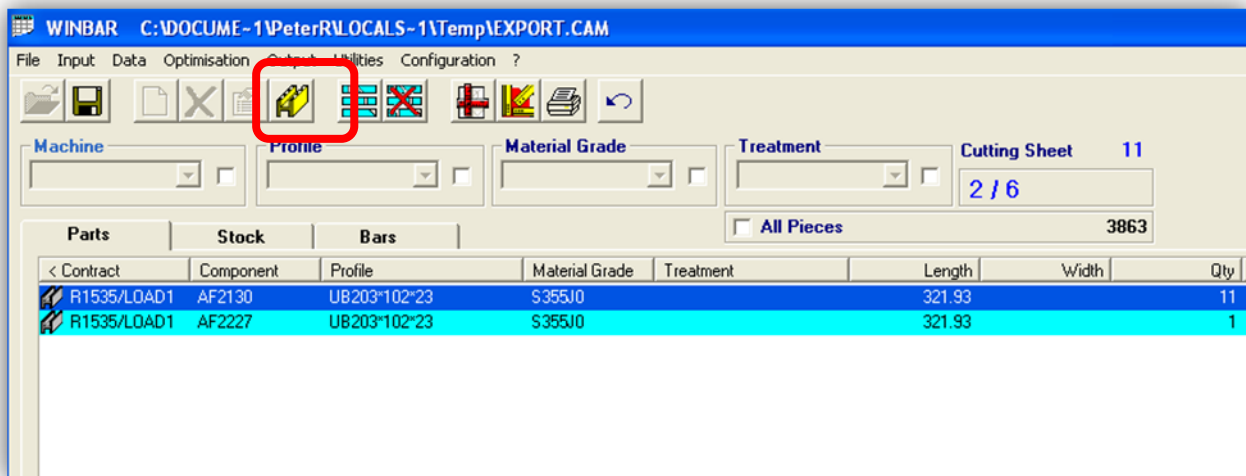 WINBAR C:\DOCUME~1\PeterR\LOCALS~1\Temp\EXPORT.CAM
File Input Data Optimisation Output Utilities Configuration ?
Machine Profile Material Grade Treatment Cutting Sheet 11
2 / 6
Parts Stock Bars All Pieces 3863
< Contract Component Profile Material Grade Treatment Length Width Qty
R1535/LOAD1 AF2130 UB203*102*23 S355J0 321.93 11
R1535/LOAD1 AF2227 UB203*102*23 S355J0 321.93 1